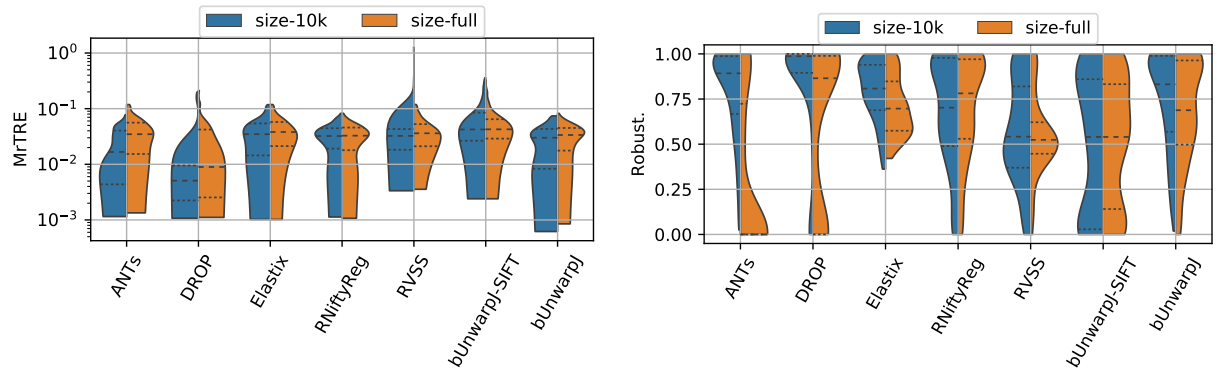 size-10k size-full
MrTRE
10⁰
10⁻¹
10⁻²
10⁻³
ANTs
DROP
Elastix
RNiftyReg
RVSS
bUnwarpJ-SIFT
bUnwarpJ
size-10k size-full
Robust.
1.00
0.75
0.50
0.25
0.00
ANTs
DROP
Elastix
RNiftyReg
RVSS
bUnwarpJ-SIFT
bUnwarpJ